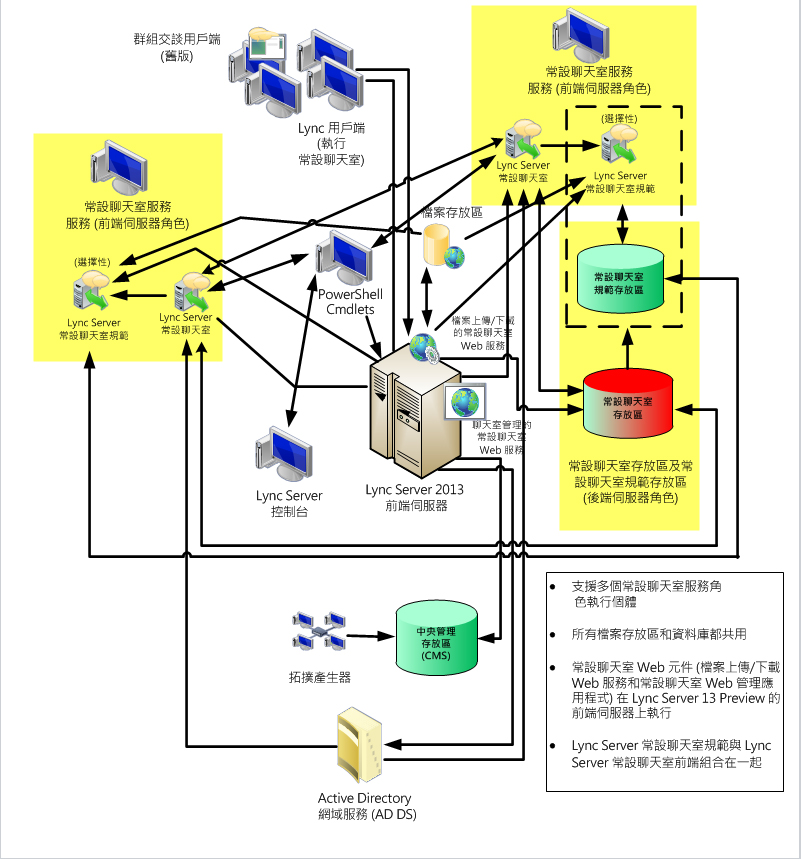 群組交談用戶端
(舊版)
Lync 用戶端
(執行
常設聊天室)
常設聊天室服務
服務 (前端伺服器角色)
Lync Server
常設聊天室
(選擇性)
Lync Server
常設聊天室規範
常設聊天室服務
服務 (前端伺服器角色)
(選擇性)
Lync Server
常設聊天室規範
Lync Server
常設聊天室
檔案存放區
PowerShell
Cmdlets
檔案上傳/下載
的常設聊天室
Web 服務
常設聊天室
規範存放區
常設聊天室
存放區
聊天室管理的
常設聊天室
Web 服務
常設聊天室存放區及常
設聊天室規範存放區
(後端伺服器角色)
Lync Server
控制台
Lync Server 2013
前端伺服器
拓撲產生器
中央管理
存放區
(CMS)
Active Directory
網域服務 (AD DS)
• 支援多個常設聊天室服務角
色執行個體
• 所有檔案存放區和資料庫都共用
• 常設聊天室 Web 元件 (檔案上傳/下載
Web 服務和常設聊天室 Web 管理應
用程式) 在 Lync Server 13 Preview 的
前端伺服器上執行
• Lync Server 常設聊天室規範與 Lync
Server 常設聊天室前端組合在一起